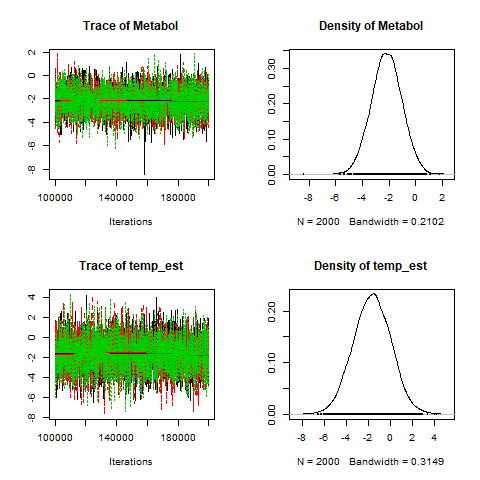 Trace of Metabol
2
0
-2
-4
-6
-8
100000 140000 180000
Iterations
Density of Metabol
0.30
0.20
0.10
0.00
-8 -6 -4 -2 0 2
N = 2000 Bandwidth = 0.2102
Trace of temp_est
4
2
0
-2
-4
-6
-8
100000 140000 180000
Iterations
Density of temp_est
0.20
0.10
0.00
-8 -6 -4 -2 0 2 4
N = 2000 Bandwidth = 0.3149